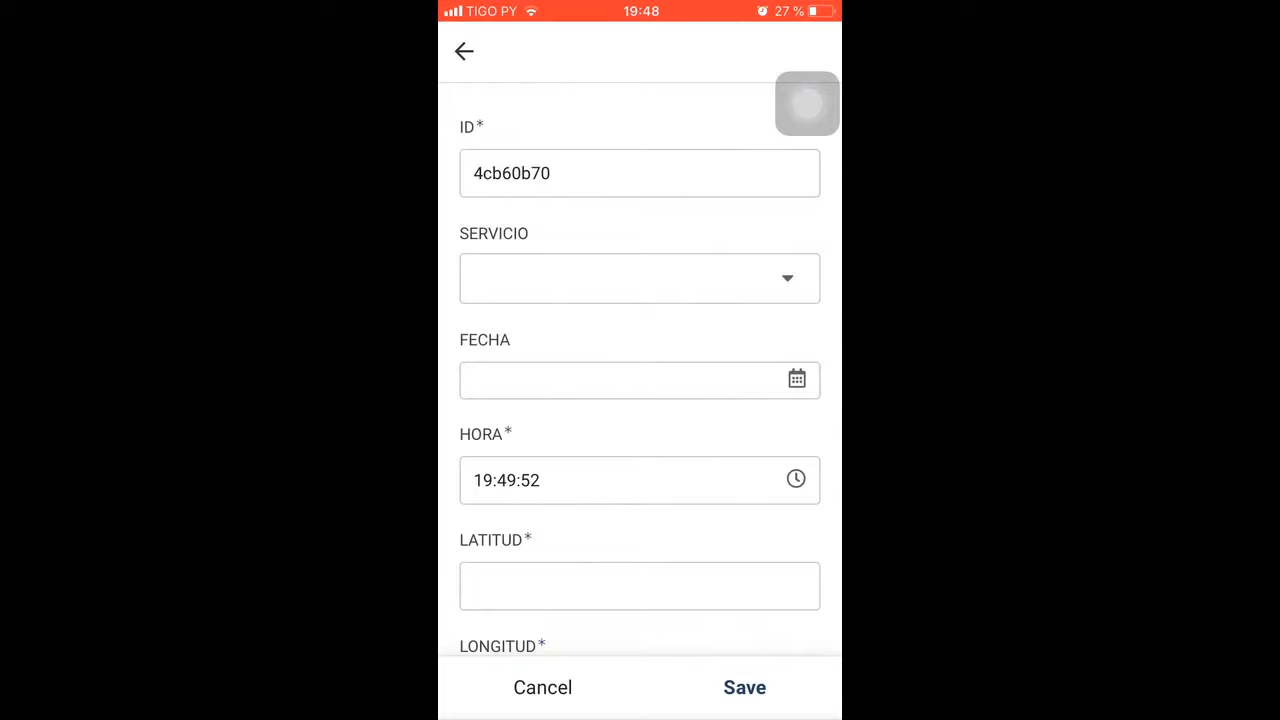 TIGO PY 19:48 27 %
ID*
4cb60b70
SERVICIO
FECHA
HORA*
19:49:52
LATITUD*
LONGITUD*
Cancel Save